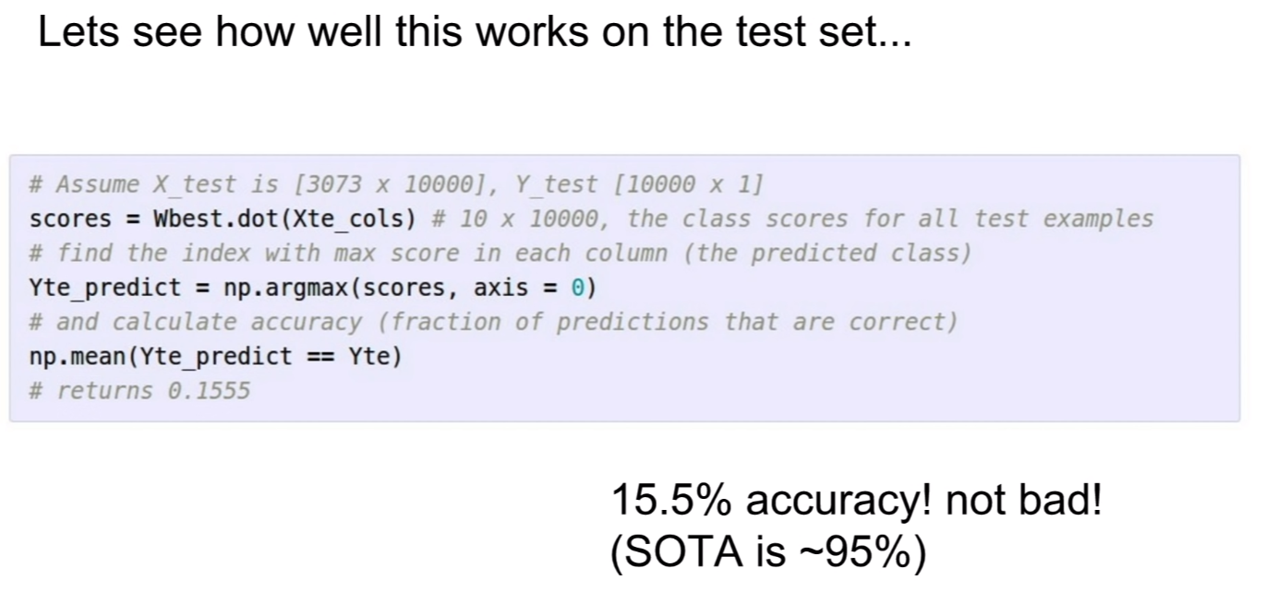 Lets see how well this works on the test set...
# Assume X_test is [3073 x 10000], Y_test [10000 x 1]
scores = Wbest.dot(Xte_cols) # 10 x 10000, the class scores for all test examples
# find the index with max score in each column (the predicted class)
Yte_predict = np.argmax(scores, axis = 0)
# and calculate accuracy (fraction of predictions that are correct)
np.mean(Yte_predict == Yte)
# returns 0.1555
15.5% accuracy! not bad!
(SOTA is ~95%)